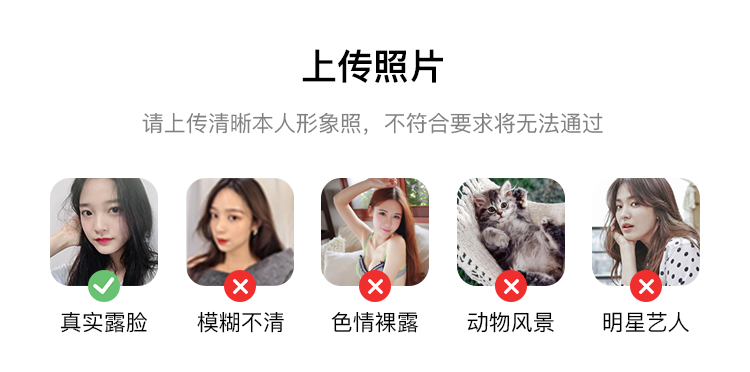 上传照片
请上传清晰本人形象照，不符合要求将无法通过
真实露脸 模糊不清 色情裸露 动物风景 明星艺人